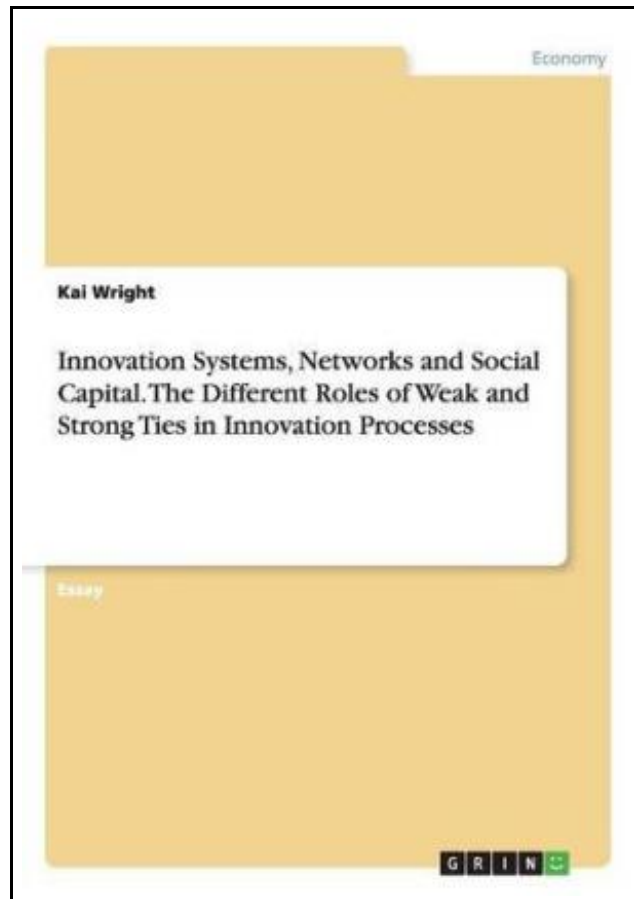 Economy
Kai Wright
Innovation Systems, Networks and Social
Capital. The Different Roles of Weak and
Strong Ties in Innovation Processes
Essay
GRIN